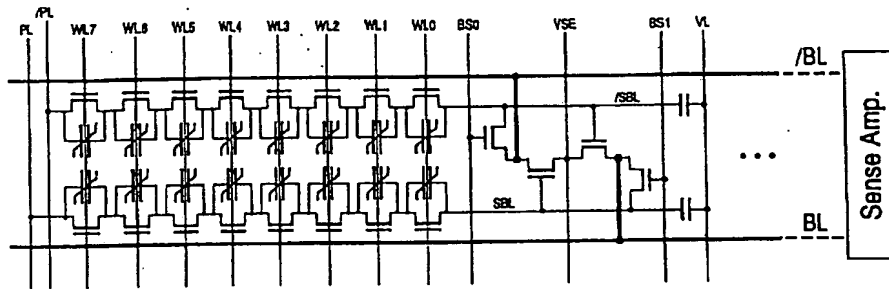 PL /PL WL7 WL6 WL5 WL4 WL3 WL2 WL1 WL0 BS0 VSE BS1 VL
/BL
/SBL
SBL
BL
Sense Amp.